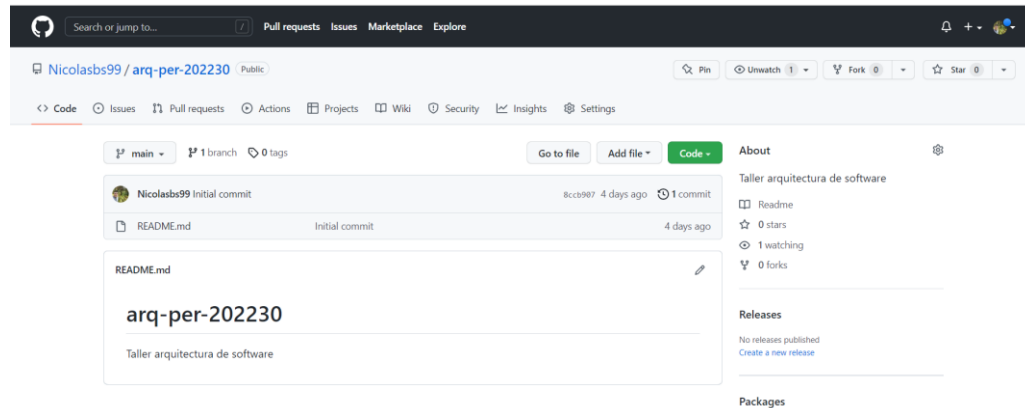 Search or jump to... / Pull requests Issues Marketplace Explore
Nicolasbs99 / arq-per-202230 Public
Pin Unwatch 1 Fork 0 Star 0
Code Issues Pull requests Actions Projects Wiki Security Insights Settings
main 1 branch 0 tags Go to file Add file Code
Nicolasbs99 Initial commit 8ccb907 4 days ago 1 commit
README.md Initial commit 4 days ago
README.md
arq-per-202230
Taller arquitectura de software
About
Taller arquitectura de software
Readme
0 stars
1 watching
0 forks
Releases
No releases published
Create a new release
Packages